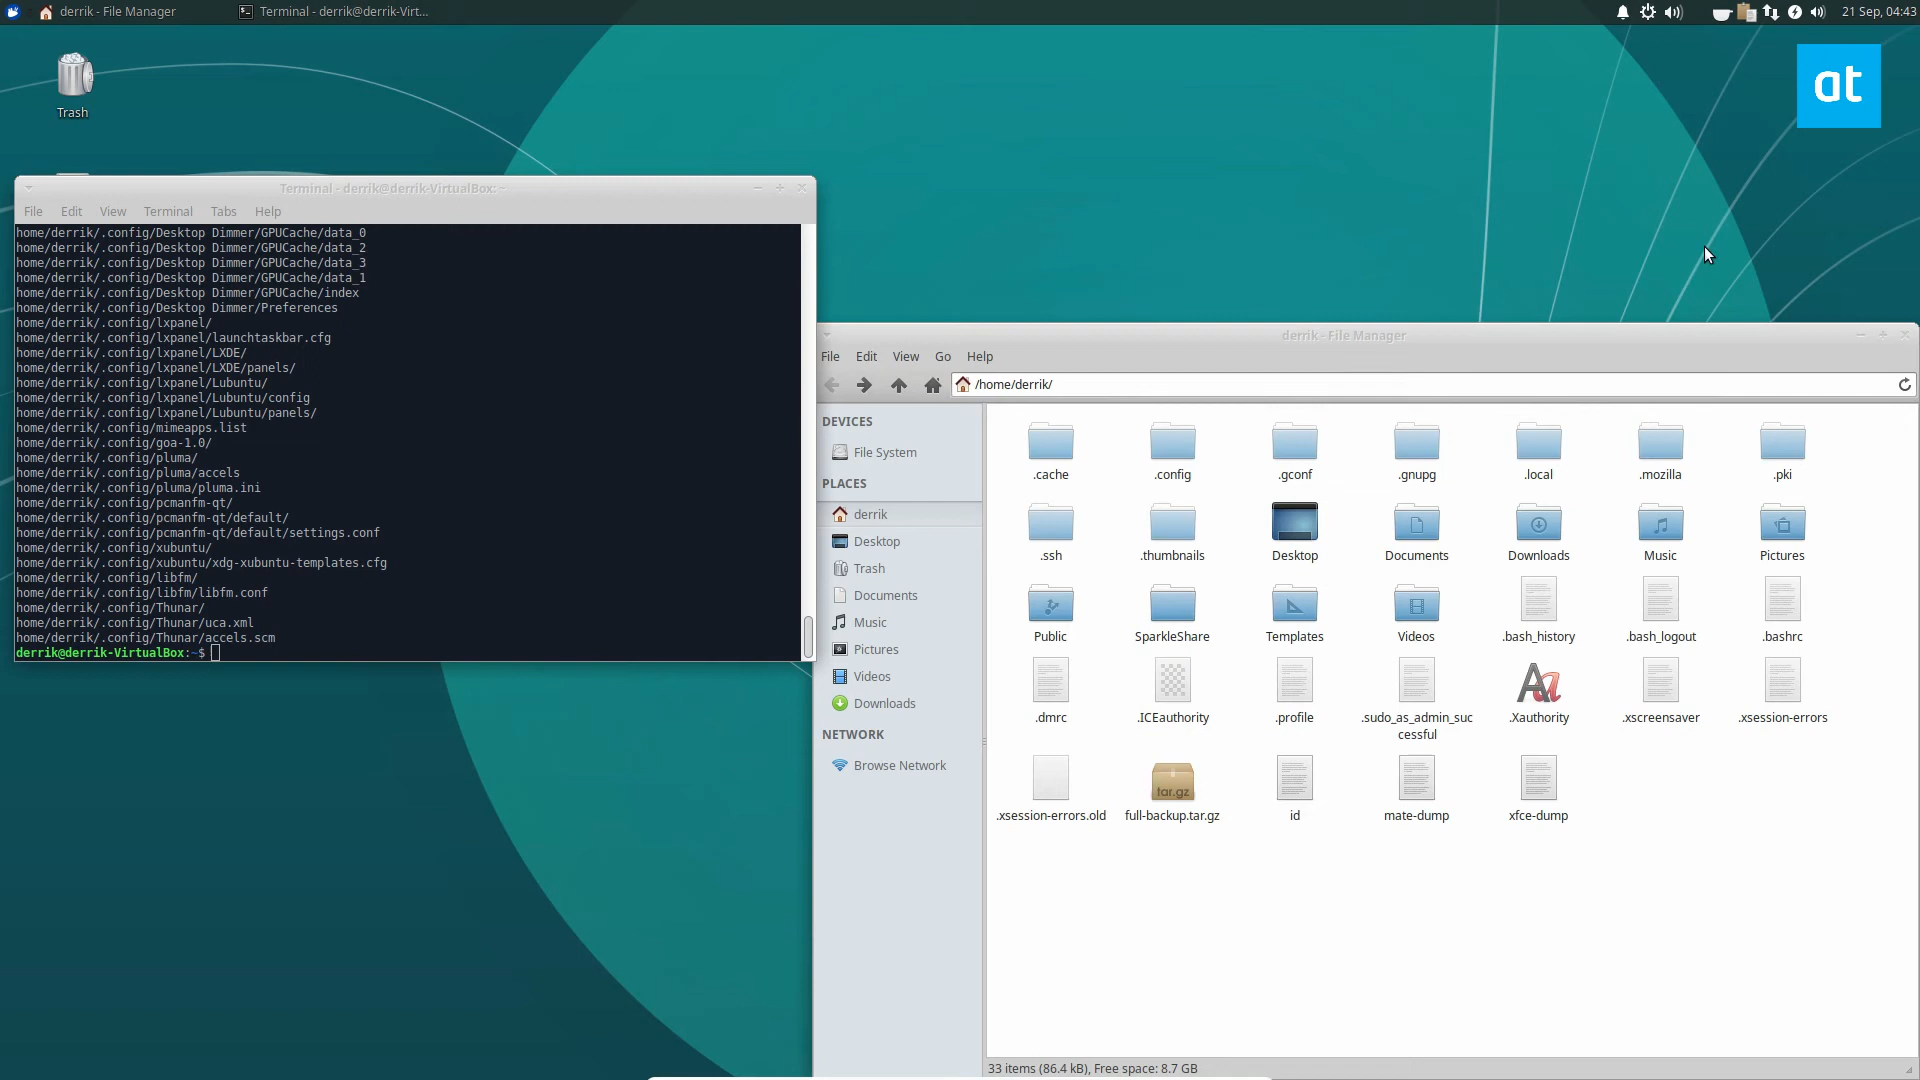 derrik - File Manager
Terminal - derrik@derrik-Virt...
21 Sep, 04:43
at
Trash
Terminal - derrik@derrik-VirtualBox: ~
File Edit View Terminal Tabs Help
home/derrik/.config/Desktop Dimmer/GPUCache/data_0
home/derrik/.config/Desktop Dimmer/GPUCache/data_2
home/derrik/.config/Desktop Dimmer/GPUCache/data_3
home/derrik/.config/Desktop Dimmer/GPUCache/data_1
home/derrik/.config/Desktop Dimmer/GPUCache/index
home/derrik/.config/Desktop Dimmer/Preferences
home/derrik/.config/lxpanel/
home/derrik/.config/lxpanel/launchtaskbar.cfg
home/derrik/.config/lxpanel/LXDE/
home/derrik/.config/lxpanel/LXDE/panels/
home/derrik/.config/lxpanel/Lubuntu/
home/derrik/.config/lxpanel/Lubuntu/config
home/derrik/.config/lxpanel/Lubuntu/panels/
home/derrik/.config/mimeapps.list
home/derrik/.config/goa-1.0/
home/derrik/.config/pluma/
home/derrik/.config/pluma/accels
home/derrik/.config/pluma/pluma.ini
home/derrik/.config/pcmanfm-qt/
home/derrik/.config/pcmanfm-qt/default/
home/derrik/.config/pcmanfm-qt/default/settings.conf
home/derrik/.config/xubuntu/
home/derrik/.config/xubuntu/xdg-xubuntu-templates.cfg
home/derrik/.config/libfm/
home/derrik/.config/libfm/libfm.conf
home/derrik/.config/Thunar/
home/derrik/.config/Thunar/uca.xml
home/derrik/.config/Thunar/accels.scm
derrik@derrik-VirtualBox:~$
derrik - File Manager
File Edit View Go Help
/home/derrik/
DEVICES
File System
PLACES
derrik
Desktop
Trash
Documents
Music
Pictures
Videos
Downloads
NETWORK
Browse Network
.cache .config .gconf .gnupg .local .mozilla .pki
.ssh .thumbnails Desktop Documents Downloads Music Pictures
Public SparkleShare Templates Videos .bash_history .bash_logout .bashrc
.dmrc .ICEauthority .profile .sudo_as_admin_suc .Xauthority .xscreensaver .xsession-errors
cessful
tar.gz
.xsession-errors.old full-backup.tar.gz id mate-dump xfce-dump
33 items (86.4 kB), Free space: 8.7 GB